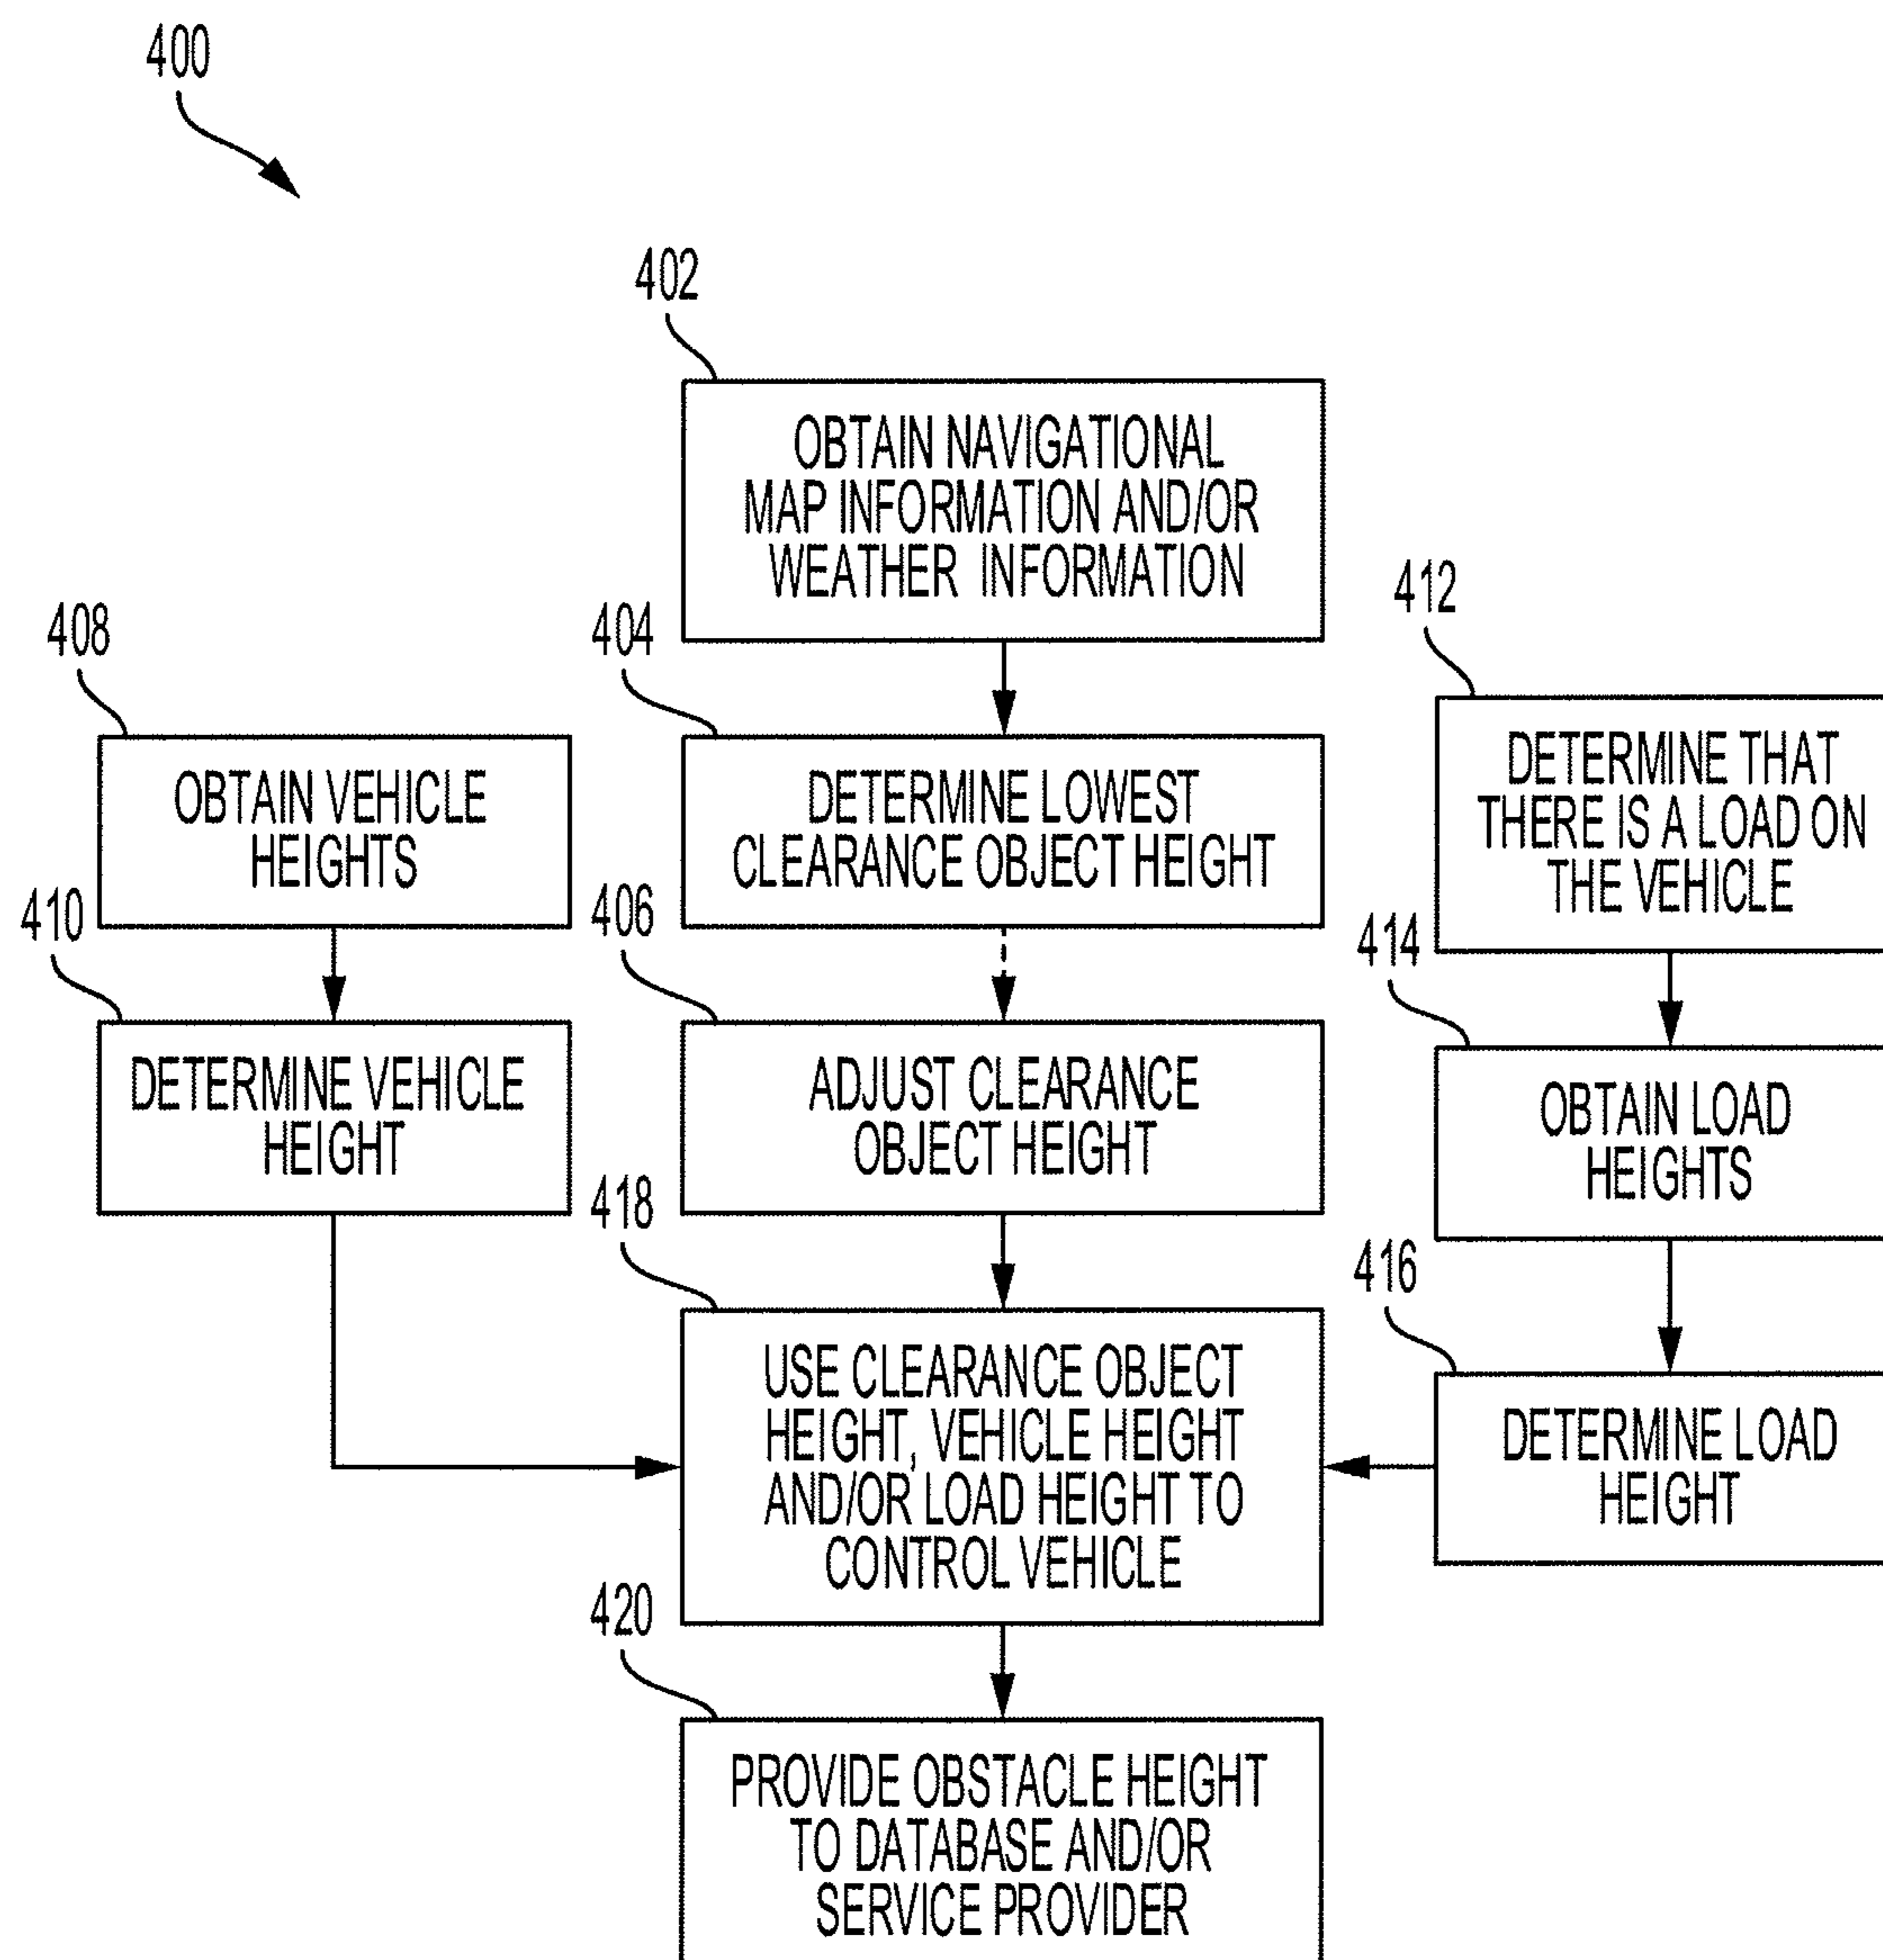 400
402
OBTAIN NAVIGATIONAL
MAP INFORMATION AND/OR
WEATHER INFORMATION
408
OBTAIN VEHICLE
HEIGHTS
404
DETERMINE LOWEST
CLEARANCE OBJECT HEIGHT
412
DETERMINE THAT
THERE IS A LOAD ON
THE VEHICLE
410
DETERMINE VEHICLE
HEIGHT
406
ADJUST CLEARANCE
OBJECT HEIGHT
414
OBTAIN LOAD
HEIGHTS
418
USE CLEARANCE OBJECT
HEIGHT, VEHICLE HEIGHT
AND/OR LOAD HEIGHT TO
CONTROL VEHICLE
416
DETERMINE LOAD
HEIGHT
420
PROVIDE OBSTACLE HEIGHT
TO DATABASE AND/OR
SERVICE PROVIDER